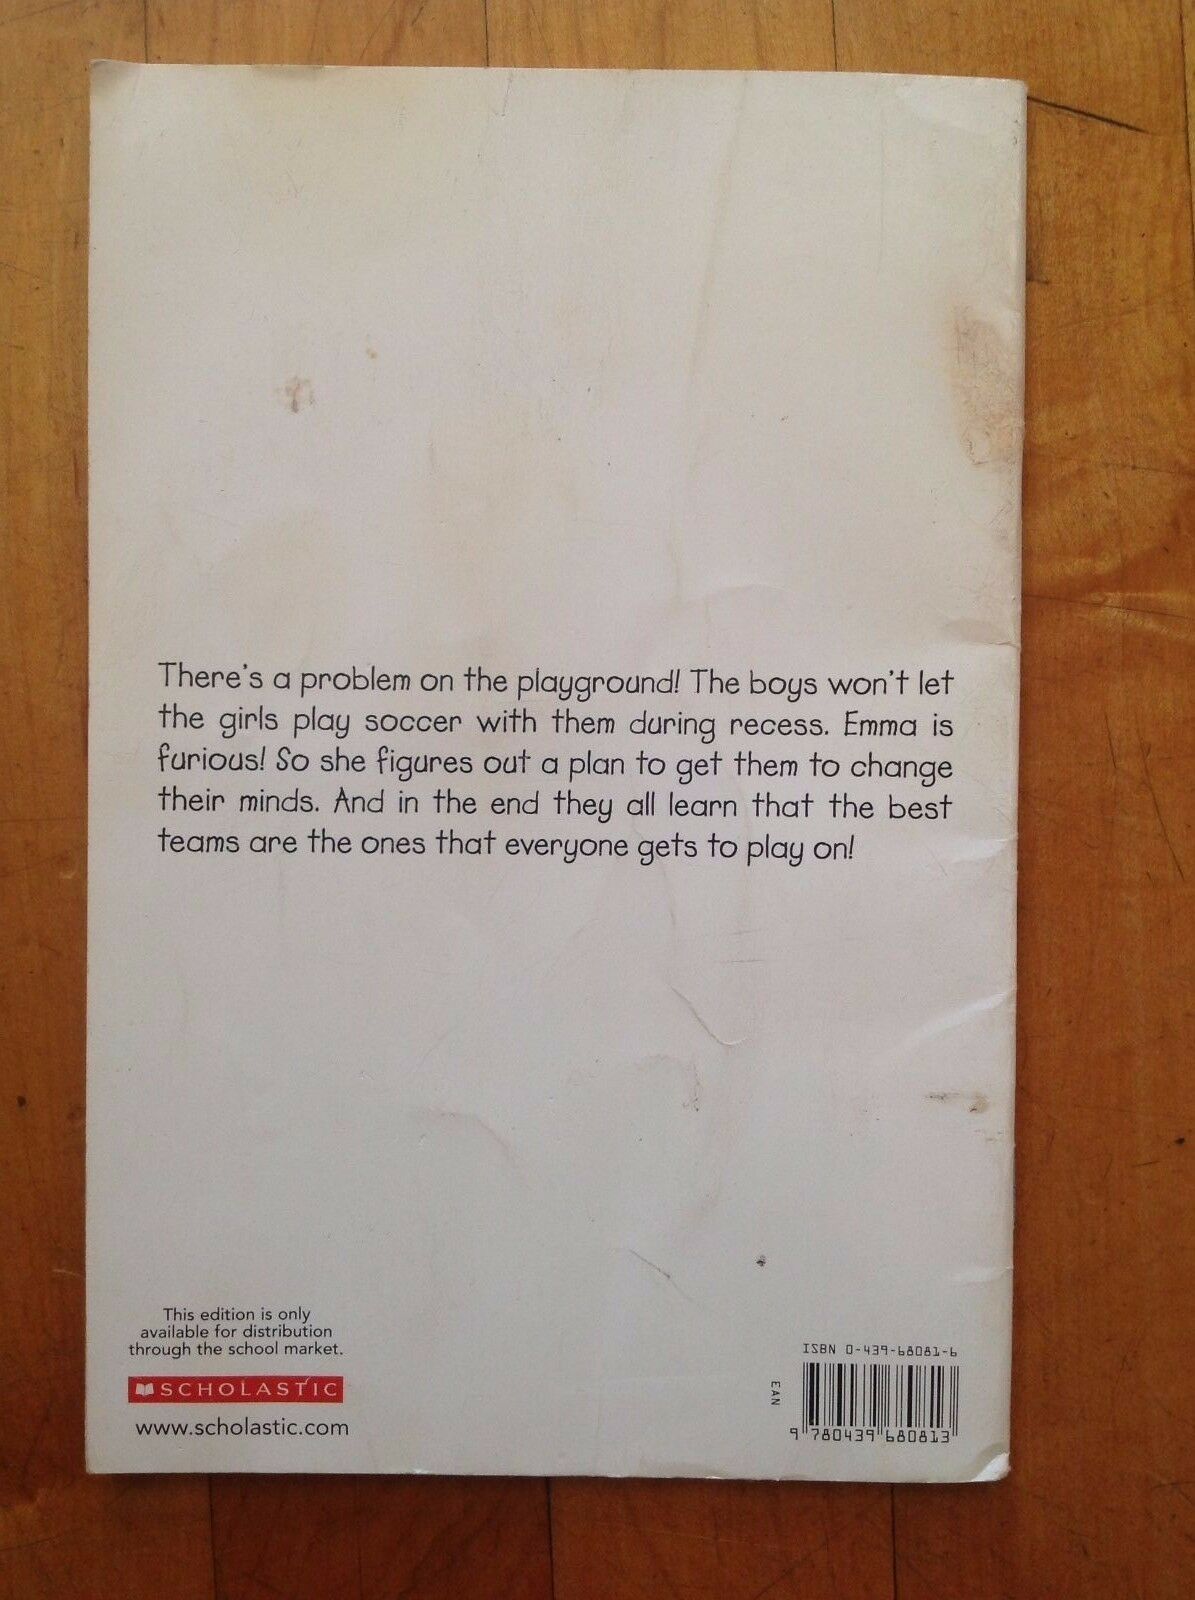 There's a problem on the playground! The boys won't let
the girls play soccer with them during recess. Emma is
furious! So she figures out a plan to get them to change
their minds. And in the end they all learn that the best
teams are the ones that everyone gets to play on!
This edition is only
available for distribution
through the school market.
SCHOLASTIC
www.scholastic.com
ISBN 0-439-68081-6
EAN
9 780439 680813